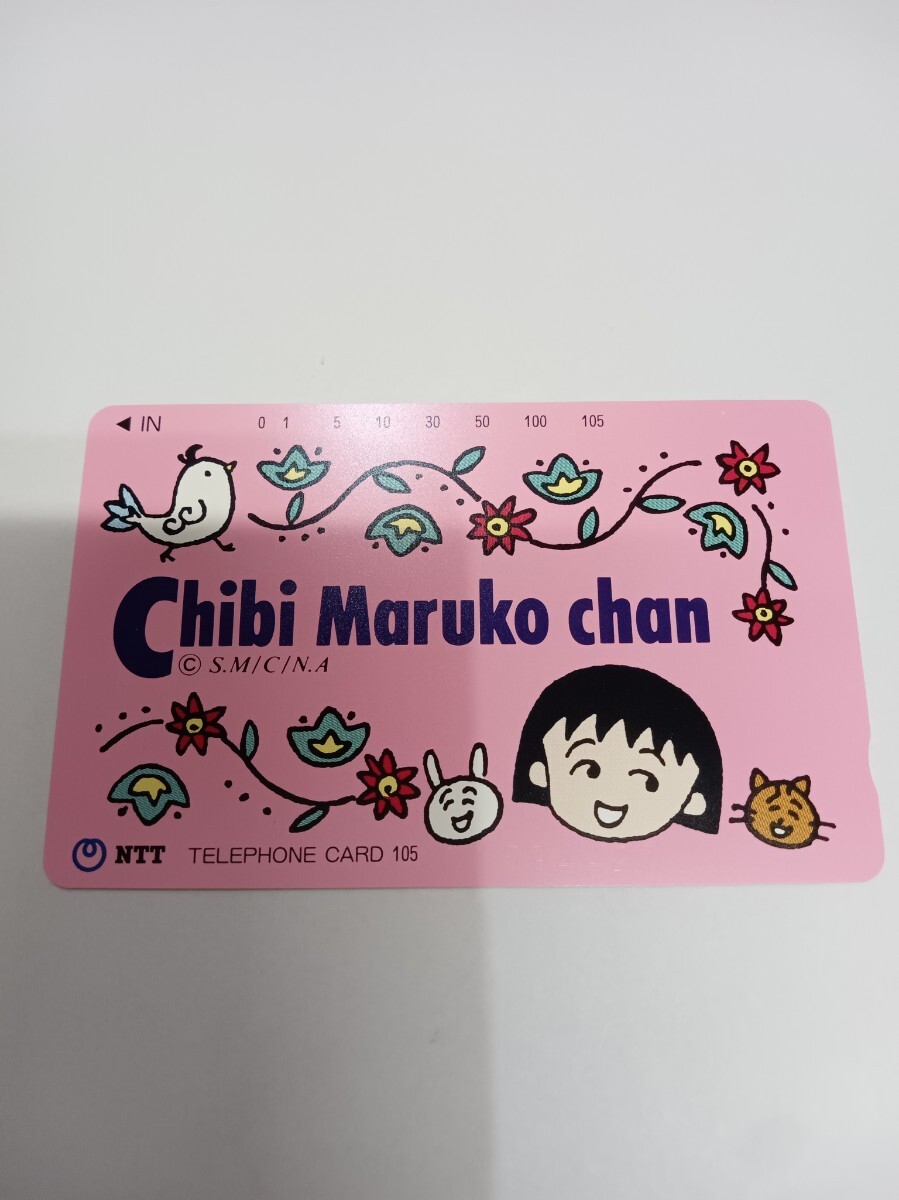 ◀ IN 0 1 5 10 30 50 100 105
Chibi Maruko chan
© S.M/C/N.A
NTT TELEPHONE CARD 105